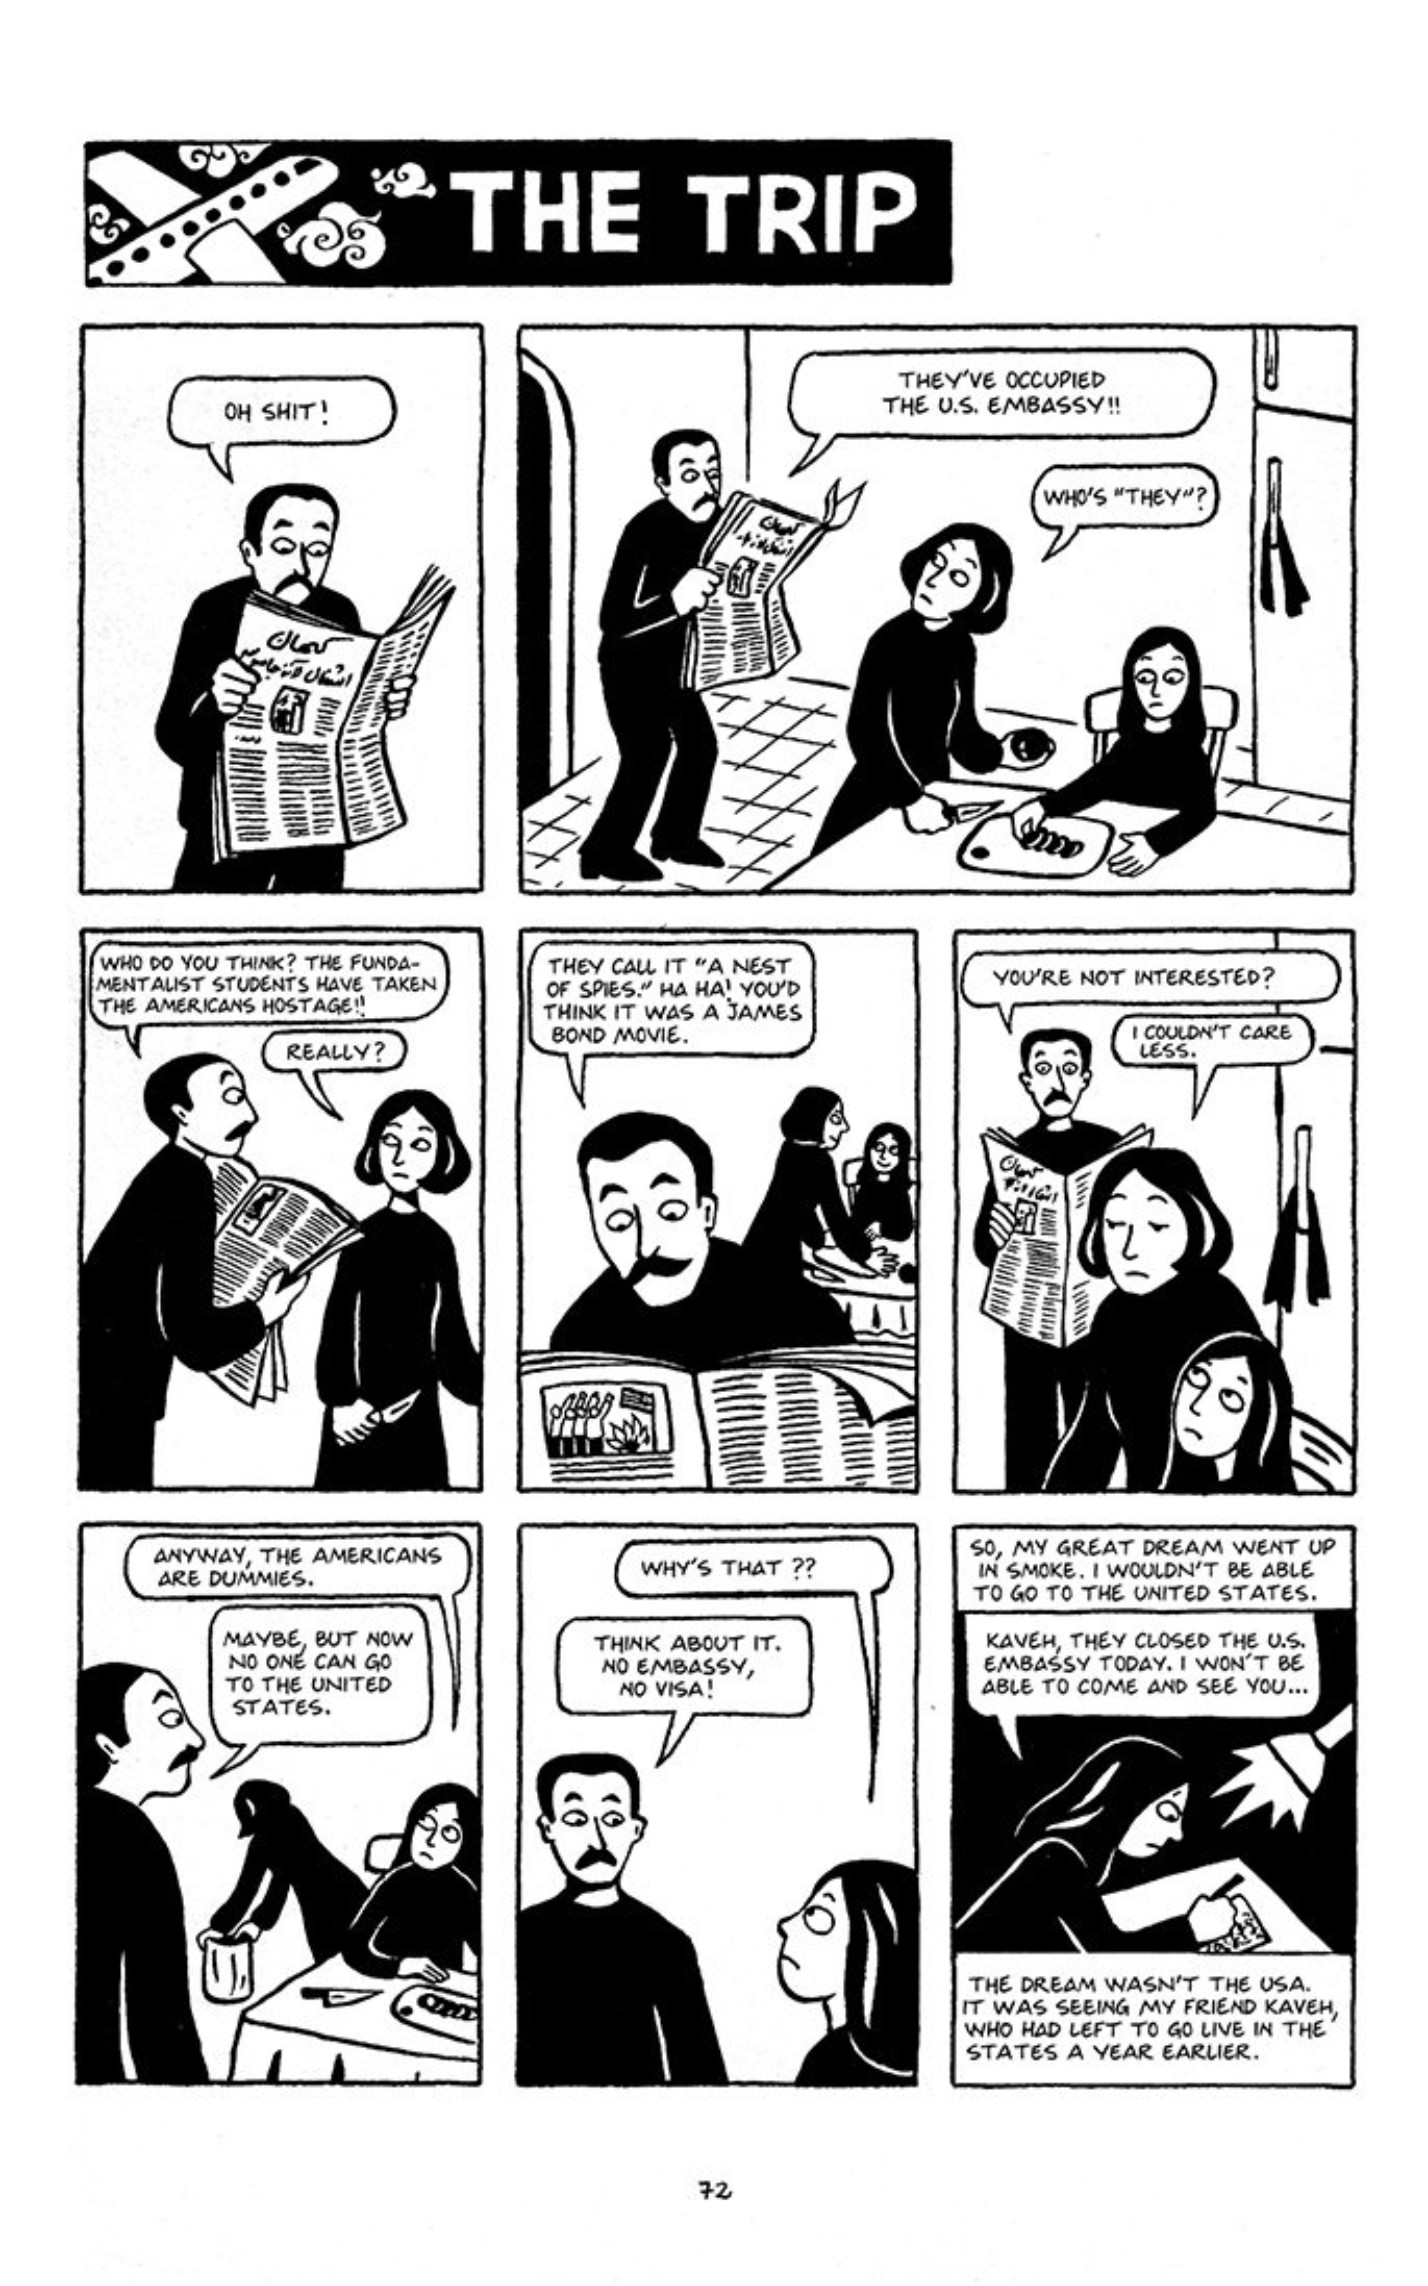 THE TRIP
OH SHIT!
کیهان
THEY'VE OCCUPIED
THE U.S. EMBASSY!!
WHO'S "THEY"?
کیهان
WHO DO YOU THINK? THE FUNDA-
MENTALIST STUDENTS HAVE TAKEN
THE AMERICANS HOSTAGE!!
REALLY?
THEY CALL IT "A NEST
OF SPIES." HA HA! YOU'D
THINK IT WAS A JAMES
BOND MOVIE.
YOU'RE NOT INTERESTED?
I COULDN'T CARE
LESS.
کیهان
ANYWAY, THE AMERICANS
ARE DUMMIES.
MAYBE, BUT NOW
NO ONE CAN GO
TO THE UNITED
STATES.
WHY'S THAT ??
THINK ABOUT IT.
NO EMBASSY,
NO VISA!
SO, MY GREAT DREAM WENT UP
IN SMOKE. I WOULDN'T BE ABLE
TO GO TO THE UNITED STATES.
KAVEH, THEY CLOSED THE U.S.
EMBASSY TODAY. I WON'T BE
ABLE TO COME AND SEE YOU...
THE DREAM WASN'T THE USA.
IT WAS SEEING MY FRIEND KAVEH,
WHO HAD LEFT TO GO LIVE IN THE
STATES A YEAR EARLIER.
72